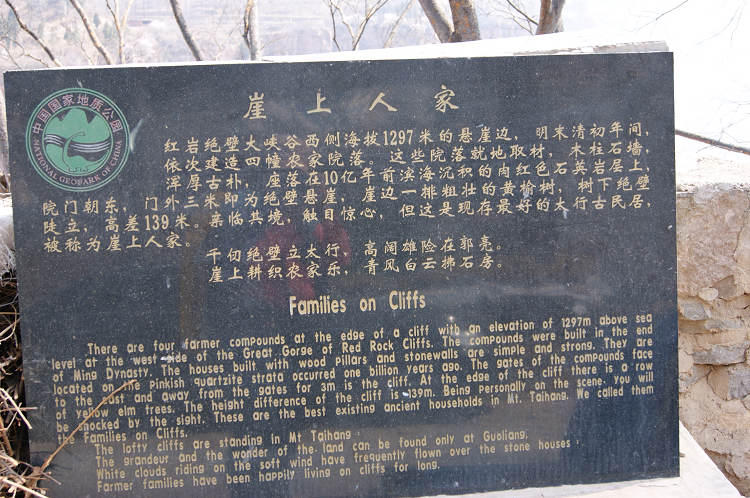 中国国家地质公园
NATIONAL GEOPARK OF CHINA
崖上人家
红岩绝壁大峡谷西侧海拔1297米的悬崖边，明末清初年间，
依次建造四幢农家院落。这些院落就地取材，木柱石墙，
浑厚古朴，座落在10亿年前滨海沉积的肉红色石英岩层上，
院门朝东，门外三米即为绝壁悬崖，崖边一排粗壮的黄榆树，树下绝壁
陡立，高差139米。亲临其境，触目惊心，但这是现存最好的太行古民居，
被称为崖上人家。
千仞绝壁立太行，高阔雄险在郭亮。
崖上耕织农家乐，青风白云拂石房。
Families on Cliffs
There are four farmer compounds at the edge of a cliff with an elevation of 1297m above sea
level at the west side of the Great Gorge of Red Rock Cliffs. The compounds were built in the end
of Ming Dynasty. The houses built with wood Pillars and stonewalls are simple and strong. They are
located on the Pinkish quartzite strata occurred one billion years ago. The gates of the compounds face
to the east and away from the gates for 3m is the cliff. At the edge of the cliff there is a row
of yellow elm trees. The height difference of the cliff is 139m. Being personally on the scene. You will
be shocked by the sight. These are the best existing ancient households in Mt. Taihang. We called them
the Families on Cliffs.
The lofty cliffs are standing in Mt Taihang.
The grandeur and the wonder of the land can be found only at Guoliang.
White clouds riding on the soft wind have frequently flown over the stone houses
Farmer families have been happily living on cliffs for long.